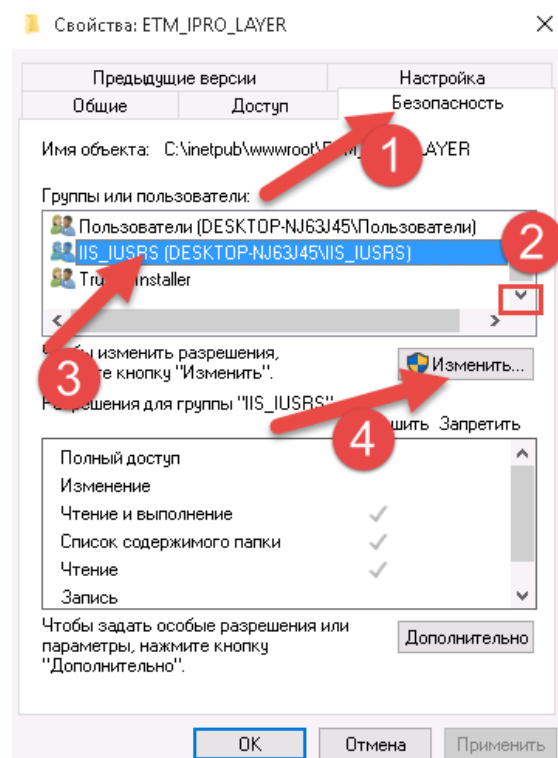 Свойства: ETM_IPRO_LAYER
Предыдущие версии Настройка
Общие Доступ Безопасность
Имя объекта: C:\inetpub\wwwroot\ AYER
1
Группы или пользователи:
Пользователи (DESKTOP-NJ63J45\Пользователи)
2
IIS_IUSRS (DESKTOP-NJ63J45\IIS_IUSRS)
3
изменить разрешения,
кнопку "Изменить".
Изменить...
для группы "IIS_IUSRS"
4
Запретить
Полный доступ
Изменение
Чтение и выполнение
Список содержимого папки
Чтение
Запись
Чтобы задать особые разрешения или
параметры, нажмите кнопку
"Дополнительно".
Дополнительно
OK Отмена Применить